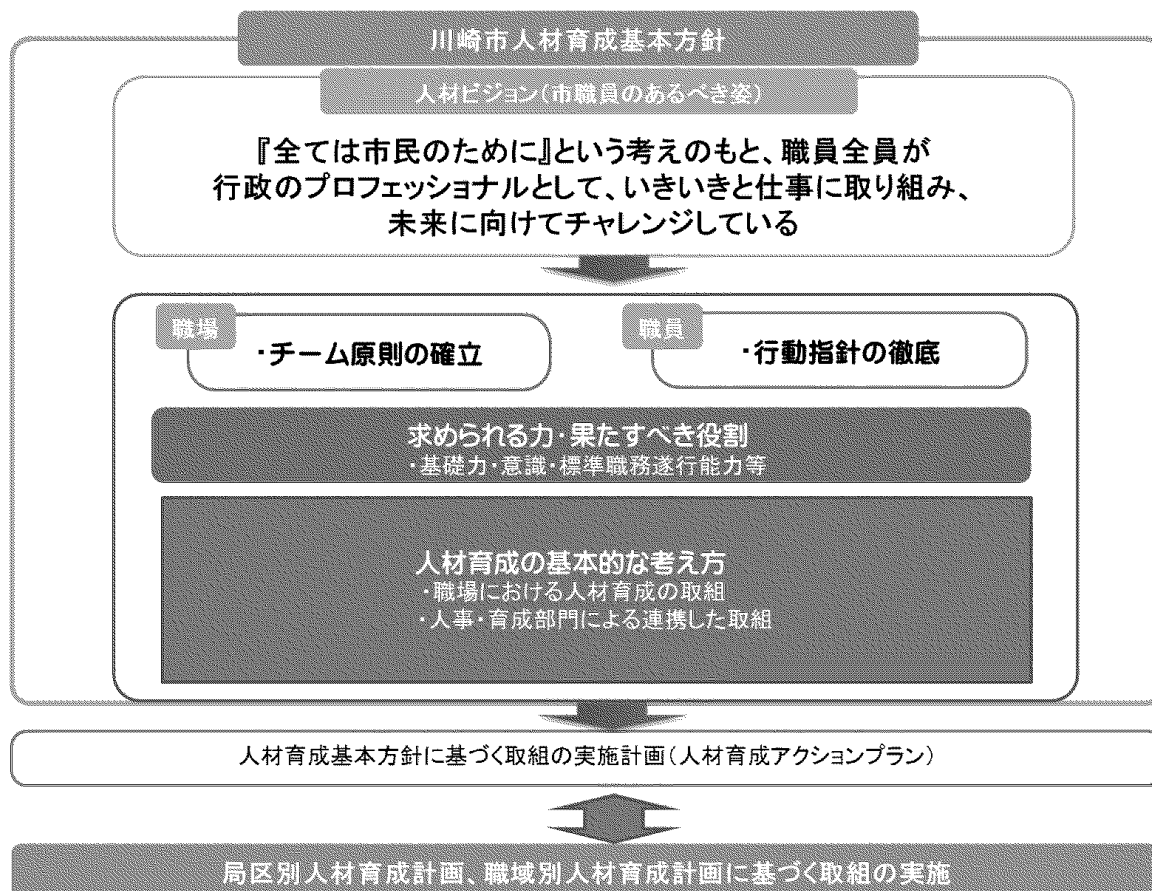 川崎市人材育成基本方針
人材ビジョン(市職員のあるべき姿)
『全ては市民のために』という考えのもと、職員全員が
行政のプロフェッショナルとして、いきいきと仕事に取り組み、
未来に向けてチャレンジしている
職場
・チーム原則の確立
職員
・行動指針の徹底
求められる力・果たすべき役割
・基礎力・意識・標準職務遂行能力等
人材育成の基本的な考え方
・職場における人材育成の取組
・人事・育成部門による連携した取組
人材育成基本方針に基づく取組の実施計画(人材育成アクションプラン)
局区別人材育成計画、職域別人材育成計画に基づく取組の実施